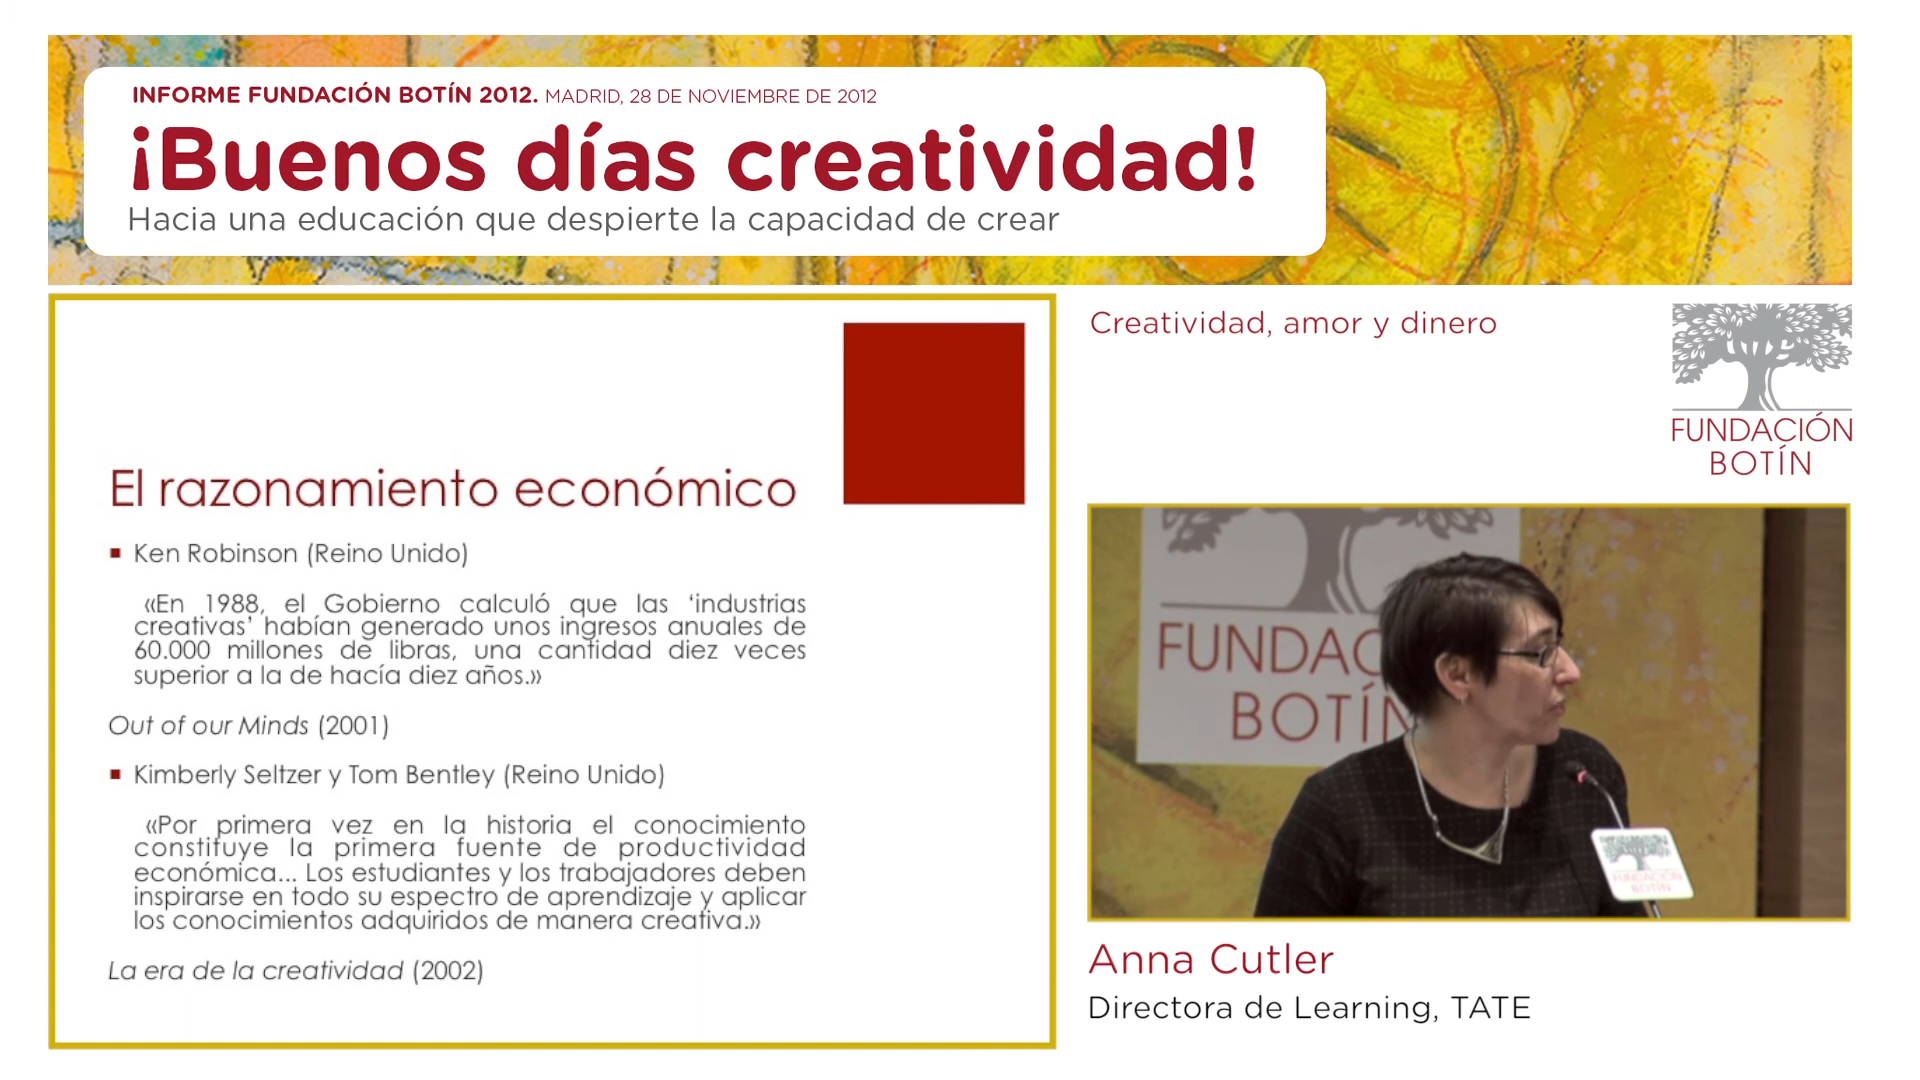 INFORME FUNDACIÓN BOTÍN 2012. MADRID, 28 DE NOVIEMBRE DE 2012
¡Buenos días creatividad!
Hacia una educación que despierte la capacidad de crear
El razonamiento económico
Ken Robinson (Reino Unido)
«En 1988, el Gobierno calculó que las ‘industrias
creativas’ habían generado unos ingresos anuales de
60.000 millones de libras, una cantidad diez veces
superior a la de hacía diez años.»
Out of our Minds (2001)
Kimberly Seltzer y Tom Bentley (Reino Unido)
«Por primera vez en la historia el conocimiento
constituye la primera fuente de productividad
económica... Los estudiantes y los trabajadores deben
inspirarse en todo su espectro de aprendizaje y aplicar
los conocimientos adquiridos de manera creativa.»
La era de la creatividad (2002)
Creatividad, amor y dinero
FUNDACIÓN
BOTÍN
FUNDAC
BOTÍN
FUNDACIÓN
BOTÍN
Anna Cutler
Directora de Learning, TATE